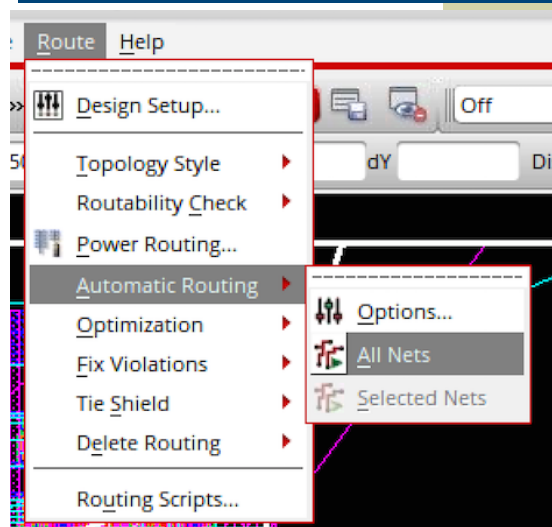 Route Help
Design Setup...
Off
Topology Style
dY
Routability Check
Power Routing...
Automatic Routing
Options...
Optimization
All Nets
Fix Violations
Selected Nets
Tie Shield
Delete Routing
Routing Scripts...